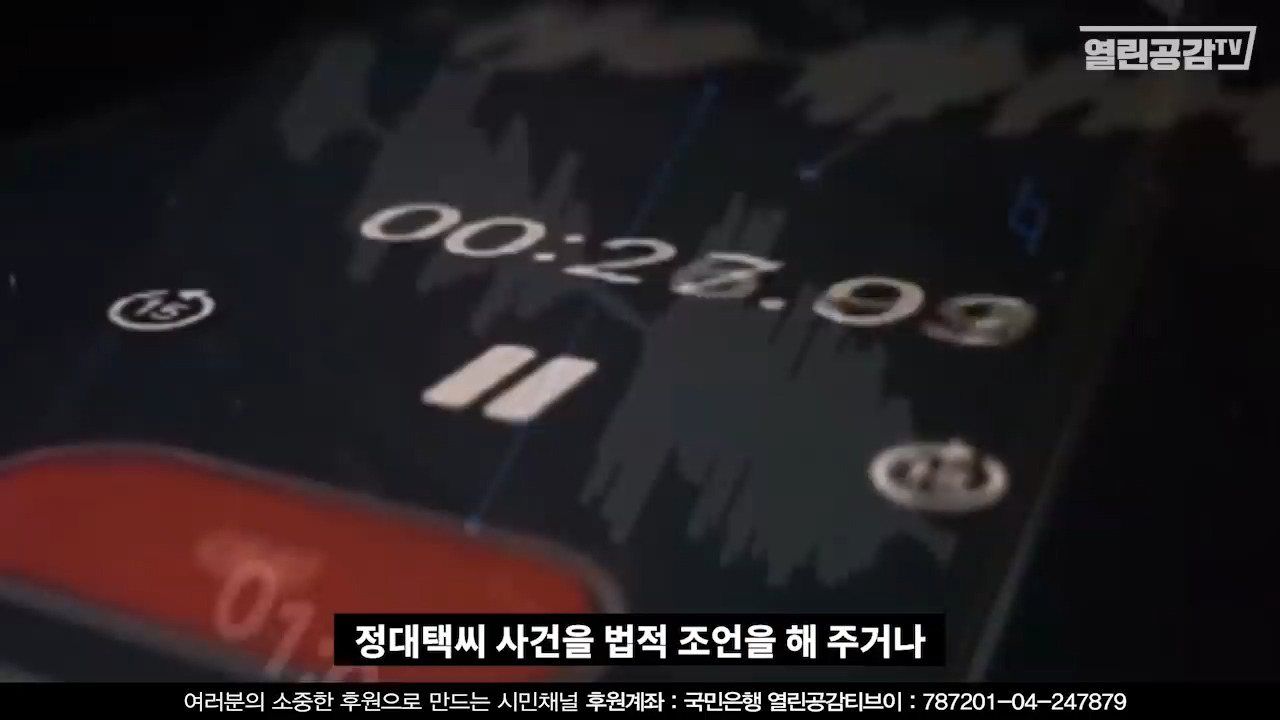 열린공감TV
15
정대택씨 사건을 법적 조언을 해 주거나
여러분의 소중한 후원으로 만드는 시민채널 후원계좌 : 국민은행 열린공감티브이 : 787201-04-247879